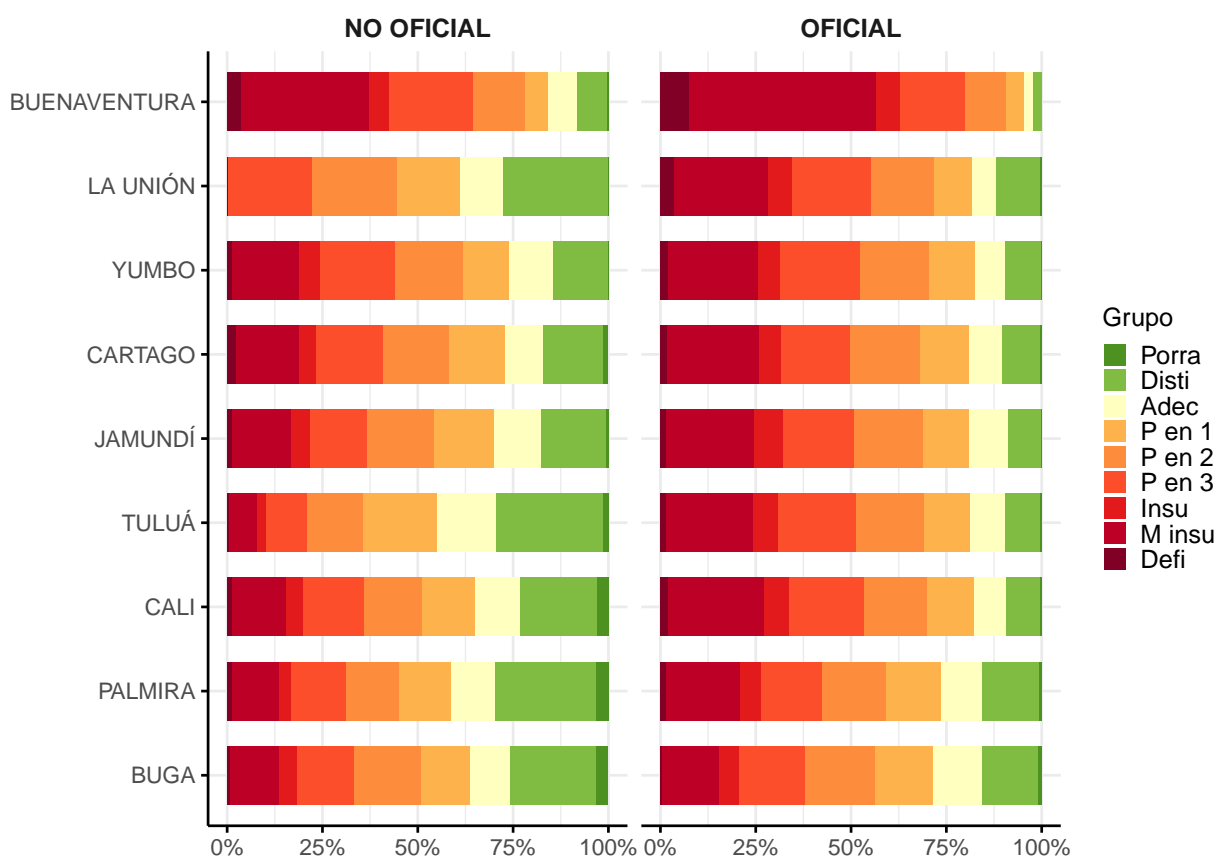 NO OFICIAL
OFICIAL
BUENAVENTURA
LA UNIÓN
YUMBO
CARTAGO
JAMUNDÍ
TULUÁ
CALI
PALMIRA
BUGA
0% 25% 50% 75% 100% 0% 25% 50% 75% 100%
Grupo
Porra
Disti
Adec
P en 1
P en 2
P en 3
Insu
M insu
Defi